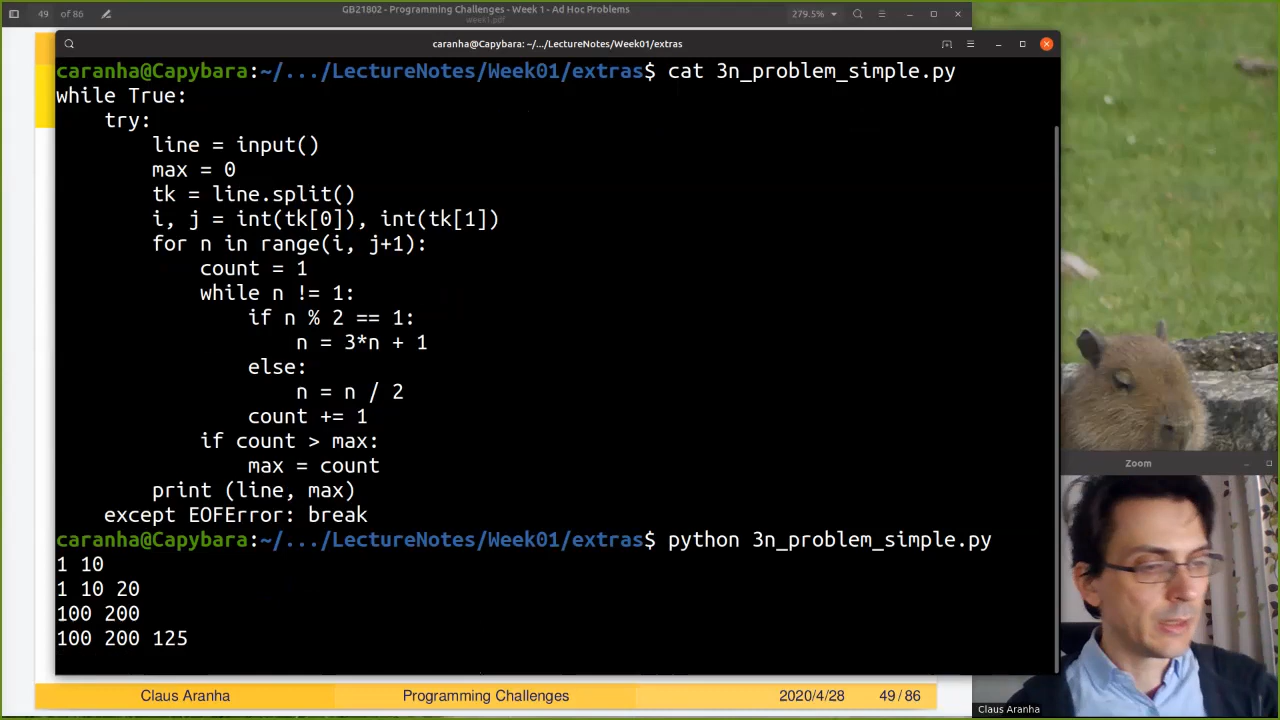 49 of 86
GB21802 - Programming Challenges - Week 1 - Ad Hoc Problems
week1.pdf
279.5%
caranha@Capybara: ~/.../LectureNotes/Week01/extras
caranha@Capybara:~/.../LectureNotes/Week01/extras$ cat 3n_problem_simple.py
while True:
    try:
        line = input()
        max = 0
        tk = line.split()
        i, j = int(tk[0]), int(tk[1])
        for n in range(i, j+1):
            count = 1
            while n != 1:
                if n % 2 == 1:
                    n = 3*n + 1
                else:
                    n = n / 2
                count += 1
            if count > max:
                max = count
        print (line, max)
    except EOFError: break
caranha@Capybara:~/.../LectureNotes/Week01/extras$ python 3n_problem_simple.py
1 10
1 10 20
100 200
100 200 125
Zoom
Claus Aranha
Claus Aranha Programming Challenges 2020/4/28 49 / 86